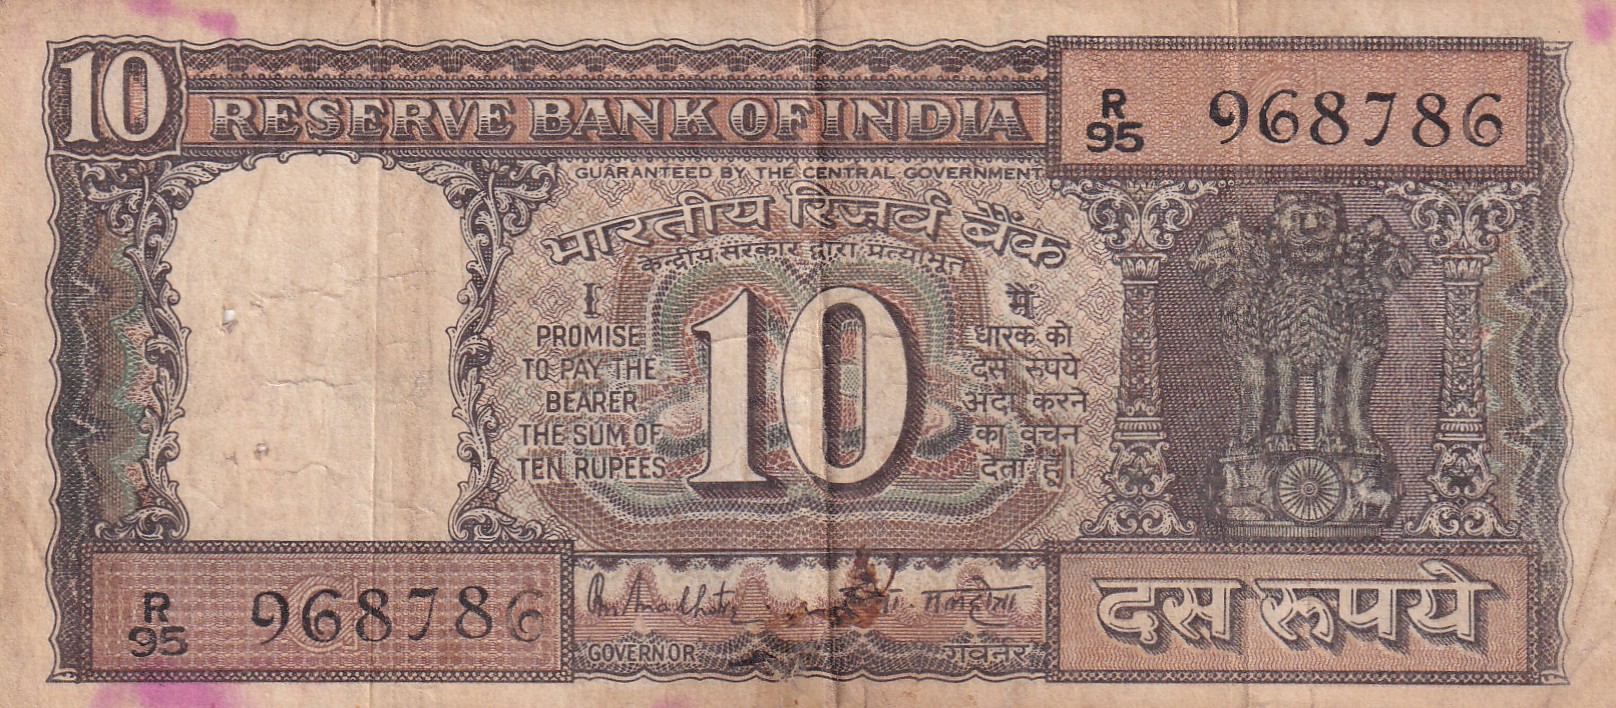 10
RESERVE BANK OF INDIA
R
95 968786
GUARANTEED BY THE CENTRAL GOVERNMENT
भारतीय रिज़र्व बैंक
केन्द्रीय सरकार द्वारा प्रत्याभूत
I
PROMISE
TO PAY THE
BEARER
THE SUM OF
TEN RUPEES
10
मैं
धारक को
दस रुपये
अदा करने
का वचन
देता हूँ।
R
95 968786
GOVERNOR
गवर्नर
दस रुपये